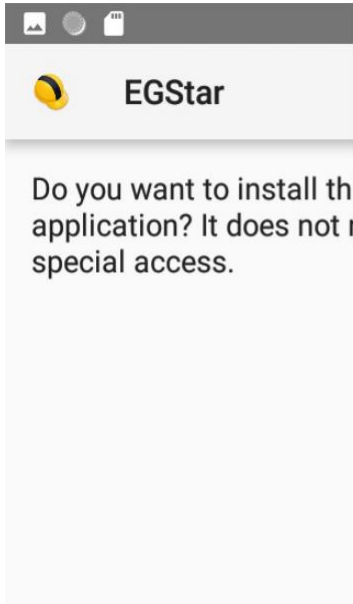 EGStar
Do you want to install th
application? It does not
special access.